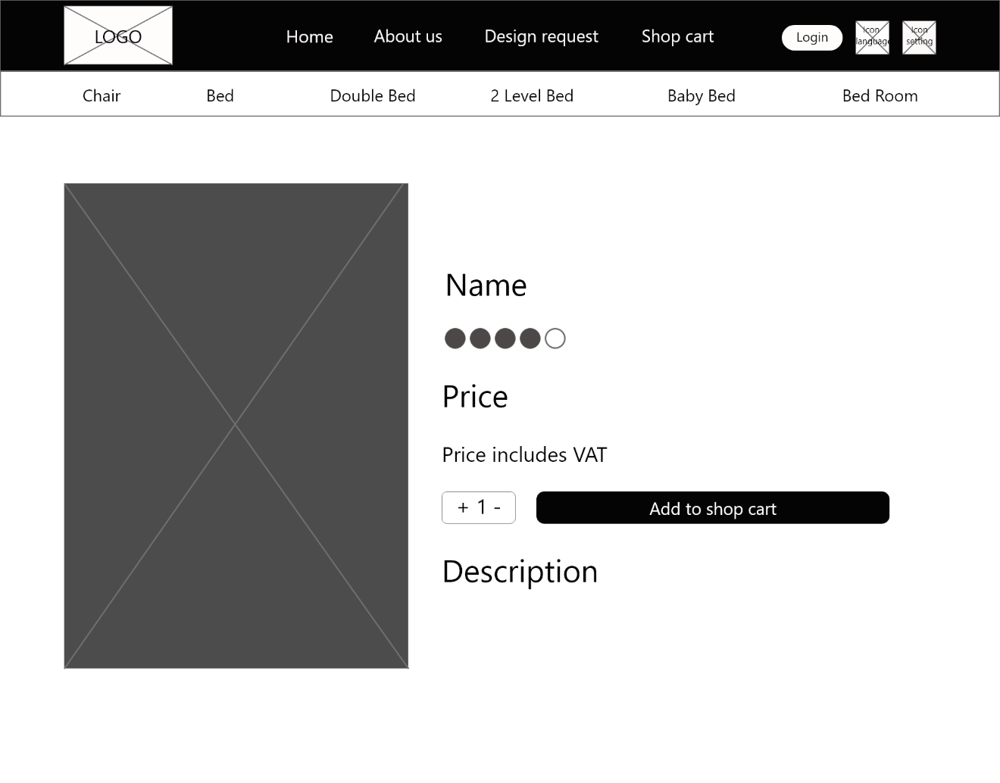 LOGO
Home
About us
Design request
Shop cart
Login
Icon
language
Icon
setting
Chair
Bed
Double Bed
2 Level Bed
Baby Bed
Bed Room
Name
Price
Price includes VAT
+ 1 -
Add to shop cart
Description